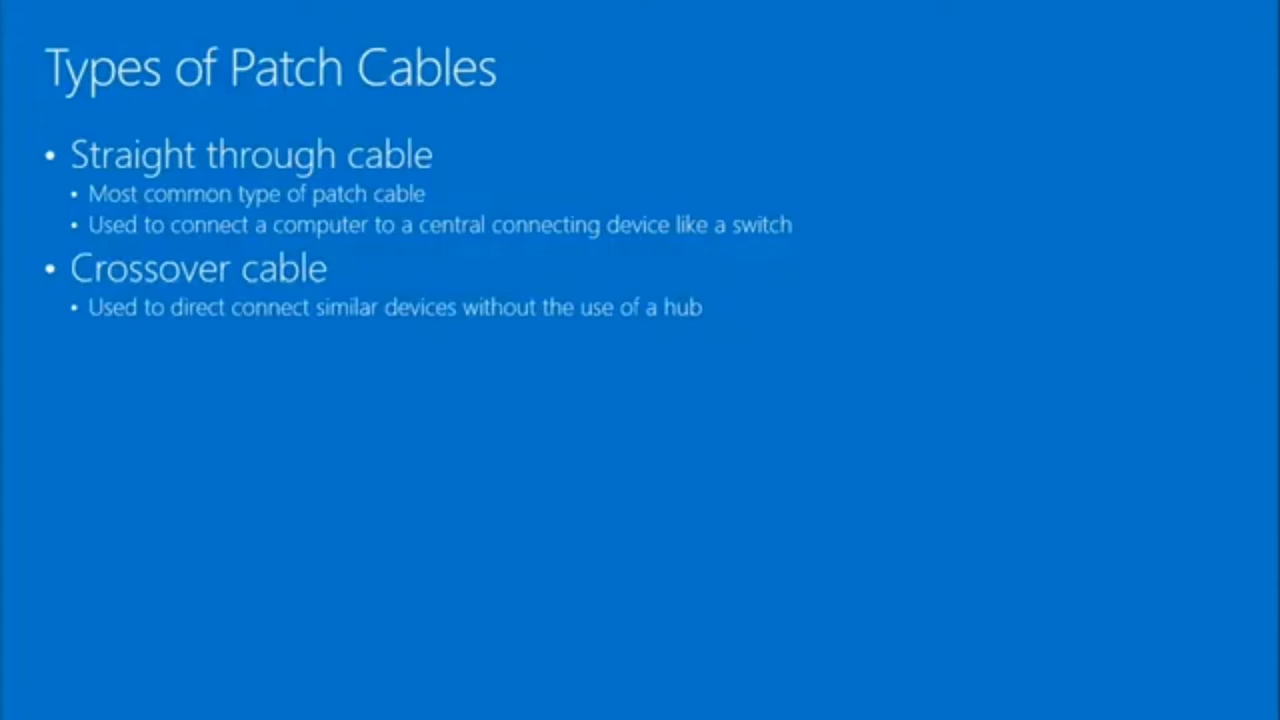 Types of Patch Cables
• Straight through cable
• Most common type of patch cable
• Used to connect a computer to a central connecting device like a switch
• Crossover cable
• Used to direct connect similar devices without the use of a hub